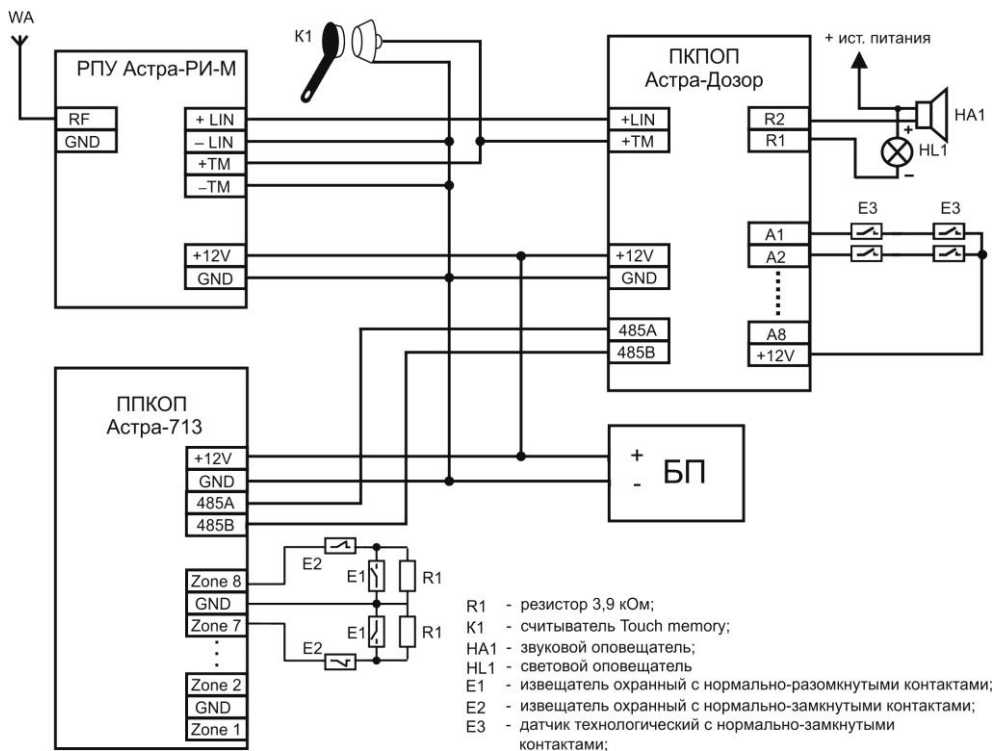 WA
РПУ Астра-РИ-М
RF
GND
+ LIN
– LIN
+TM
–TM
+12V
GND
К1
ПКПОП
Астра-Дозор
+LIN
+TM
+12V
GND
485A
485B
R2
R1
A1
A2
A8
+12V
+ ист. питания
HA1
+
HL1
–
E3
E3
ППКОП
Астра-713
+12V
GND
485A
485B
Zone 8
GND
Zone 7
Zone 2
GND
Zone 1
E2
E1
R1
E1
R1
E2
+
-
БП
R1 - резистор 3,9 кОм;
К1 - считыватель Touch memory;
HA1 - звуковой оповещатель;
HL1 - световой оповещатель
E1 - извещатель охранный с нормально-разомкнутыми контактами;
E2 - извещатель охранный с нормально-замкнутыми контактами;
E3 - датчик технологический с нормально-замкнутыми
контактами;